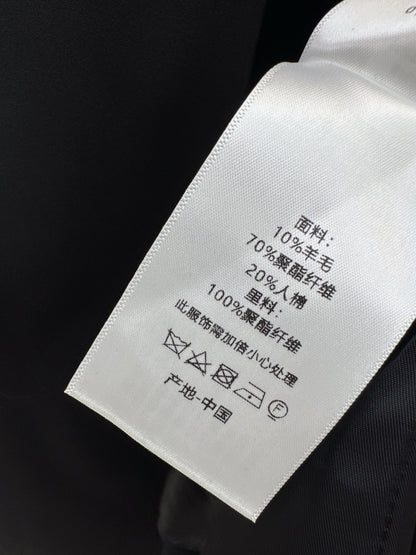 面料：
10%羊毛
70%聚酯纤维
20%人棉
里料：
100%聚酯纤维
此服饰需加倍小心处理
F
产地-中国